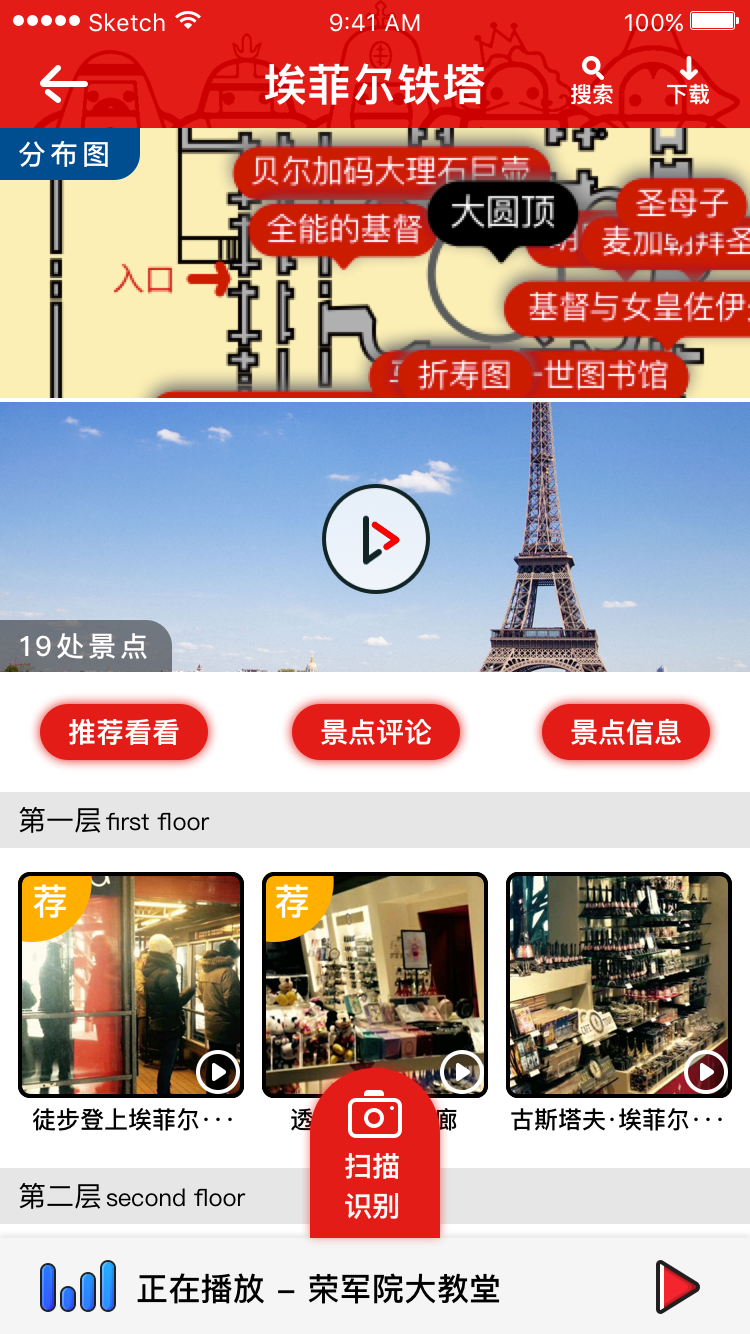 Sketch 9:41 AM 100%
埃菲尔铁塔
搜索 下载
分布图
贝尔加码大理石巨壶
大圆顶
圣母子
全能的基督
麦加朝拜圣
入口
基督与女皇佐伊
折寿图
一世图书馆
19处景点
推荐看看 景点评论 景点信息
第一层 first floor
荐 荐
徒步登上埃菲尔··· 透 廊 古斯塔夫·埃菲尔···
扫描
识别
第二层 second floor
正在播放 – 荣军院大教堂